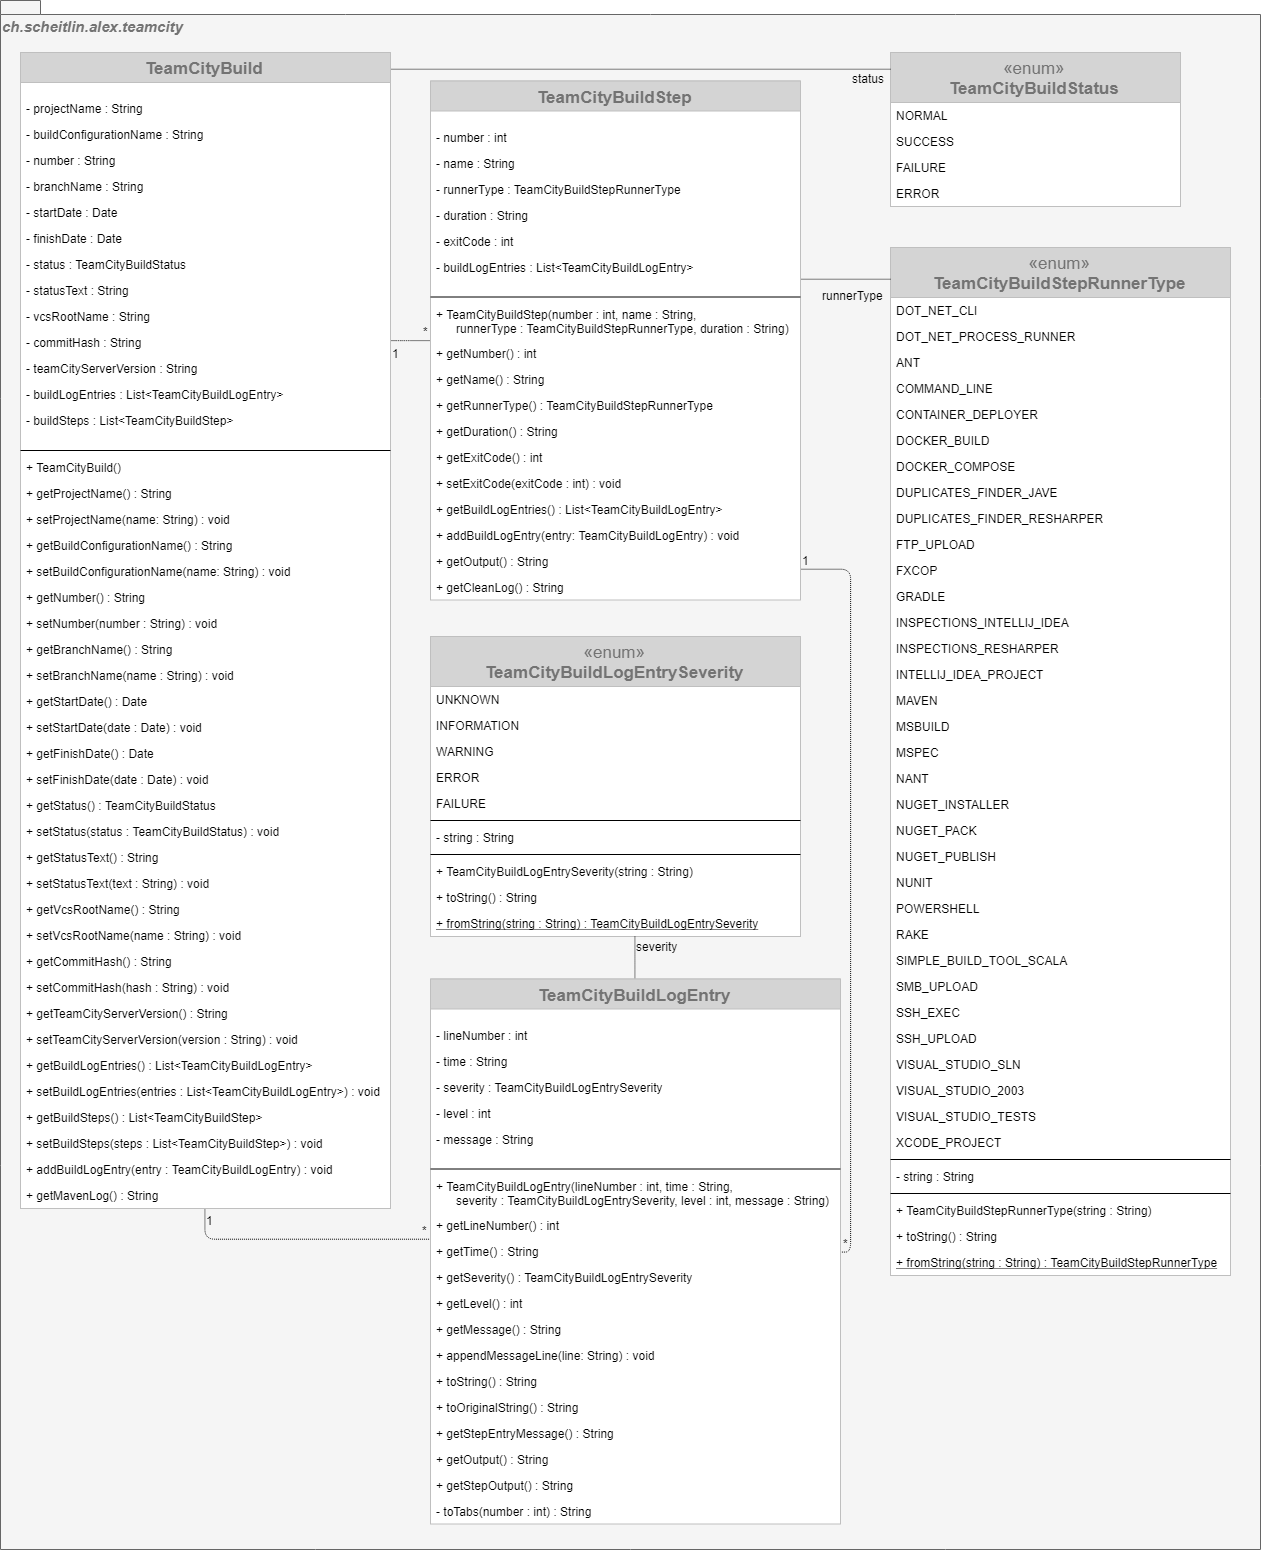 ch.scheitlin.alex.teamcity
TeamCityBuild
- projectName : String
- buildConfigurationName : String
- number : String
- branchName : String
- startDate : Date
- finishDate : Date
- status : TeamCityBuildStatus
- statusText : String
- vcsRootName : String
- commitHash : String
- teamCityServerVersion : String
- buildLogEntries : List<TeamCityBuildLogEntry>
- buildSteps : List<TeamCityBuildStep>
+ TeamCityBuild()
+ getProjectName() : String
+ setProjectName(name: String) : void
+ getBuildConfigurationName() : String
+ setBuildConfigurationName(name: String) : void
+ getNumber() : String
+ setNumber(number : String) : void
+ getBranchName() : String
+ setBranchName(name : String) : void
+ getStartDate() : Date
+ setStartDate(date : Date) : void
+ getFinishDate() : Date
+ setFinishDate(date : Date) : void
+ getStatus() : TeamCityBuildStatus
+ setStatus(status : TeamCityBuildStatus) : void
+ getStatusText() : String
+ setStatusText(text : String) : void
+ getVcsRootName() : String
+ setVcsRootName(name : String) : void
+ getCommitHash() : String
+ setCommitHash(hash : String) : void
+ getTeamCityServerVersion() : String
+ setTeamCityServerVersion(version : String) : void
+ getBuildLogEntries() : List<TeamCityBuildLogEntry>
+ setBuildLogEntries(entries : List<TeamCityBuildLogEntry>) : void
+ getBuildSteps() : List<TeamCityBuildStep>
+ setBuildSteps(steps : List<TeamCityBuildStep>) : void
+ addBuildLogEntry(entry : TeamCityBuildLogEntry) : void
+ getMavenLog() : String
1
*
1
*
TeamCityBuildStep
- number : int
- name : String
- runnerType : TeamCityBuildStepRunnerType
- duration : String
- exitCode : int
- buildLogEntries : List<TeamCityBuildLogEntry>
+ TeamCityBuildStep(number : int, name : String,
runnerType : TeamCityBuildStepRunnerType, duration : String)
+ getNumber() : int
+ getName() : String
+ getRunnerType() : TeamCityBuildStepRunnerType
+ getDuration() : String
+ getExitCode() : int
+ setExitCode(exitCode : int) : void
+ getBuildLogEntries() : List<TeamCityBuildLogEntry>
+ addBuildLogEntry(entry: TeamCityBuildLogEntry) : void
+ getOutput() : String
+ getCleanLog() : String
1
*
«enum»
TeamCityBuildLogEntrySeverity
UNKNOWN
INFORMATION
WARNING
ERROR
FAILURE
- string : String
+ TeamCityBuildLogEntrySeverity(string : String)
+ toString() : String
+ fromString(string : String) : TeamCityBuildLogEntrySeverity
severity
TeamCityBuildLogEntry
- lineNumber : int
- time : String
- severity : TeamCityBuildLogEntrySeverity
- level : int
- message : String
+ TeamCityBuildLogEntry(lineNumber : int, time : String,
severity : TeamCityBuildLogEntrySeverity, level : int, message : String)
+ getLineNumber() : int
+ getTime() : String
+ getSeverity() : TeamCityBuildLogEntrySeverity
+ getLevel() : int
+ getMessage() : String
+ appendMessageLine(line: String) : void
+ toString() : String
+ toOriginalString() : String
+ getStepEntryMessage() : String
+ getOutput() : String
+ getStepOutput() : String
- toTabs(number : int) : String
status
«enum»
TeamCityBuildStatus
NORMAL
SUCCESS
FAILURE
ERROR
runnerType
«enum»
TeamCityBuildStepRunnerType
DOT_NET_CLI
DOT_NET_PROCESS_RUNNER
ANT
COMMAND_LINE
CONTAINER_DEPLOYER
DOCKER_BUILD
DOCKER_COMPOSE
DUPLICATES_FINDER_JAVE
DUPLICATES_FINDER_RESHARPER
FTP_UPLOAD
FXCOP
GRADLE
INSPECTIONS_INTELLIJ_IDEA
INSPECTIONS_RESHARPER
INTELLIJ_IDEA_PROJECT
MAVEN
MSBUILD
MSPEC
NANT
NUGET_INSTALLER
NUGET_PACK
NUGET_PUBLISH
NUNIT
POWERSHELL
RAKE
SIMPLE_BUILD_TOOL_SCALA
SMB_UPLOAD
SSH_EXEC
SSH_UPLOAD
VISUAL_STUDIO_SLN
VISUAL_STUDIO_2003
VISUAL_STUDIO_TESTS
XCODE_PROJECT
- string : String
+ TeamCityBuildStepRunnerType(string : String)
+ toString() : String
+ fromString(string : String) : TeamCityBuildStepRunnerType